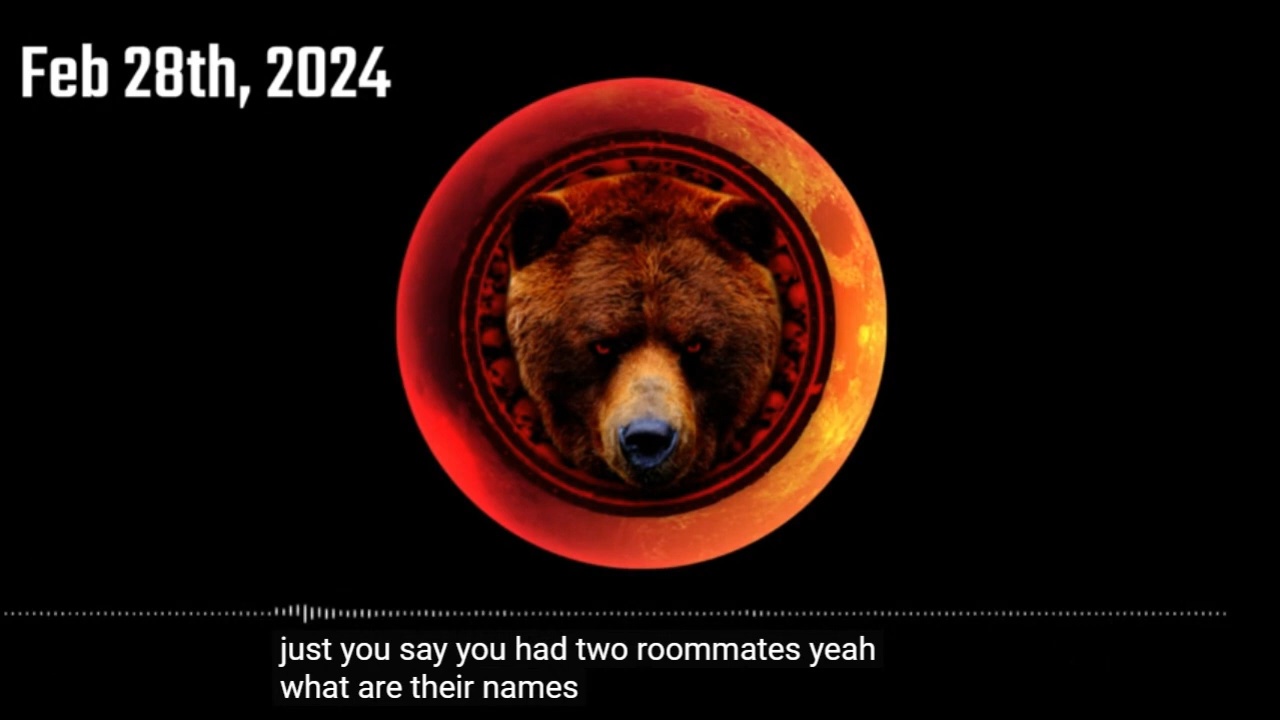 Feb 28th, 2024
just you say you had two roommates yeah
what are their names